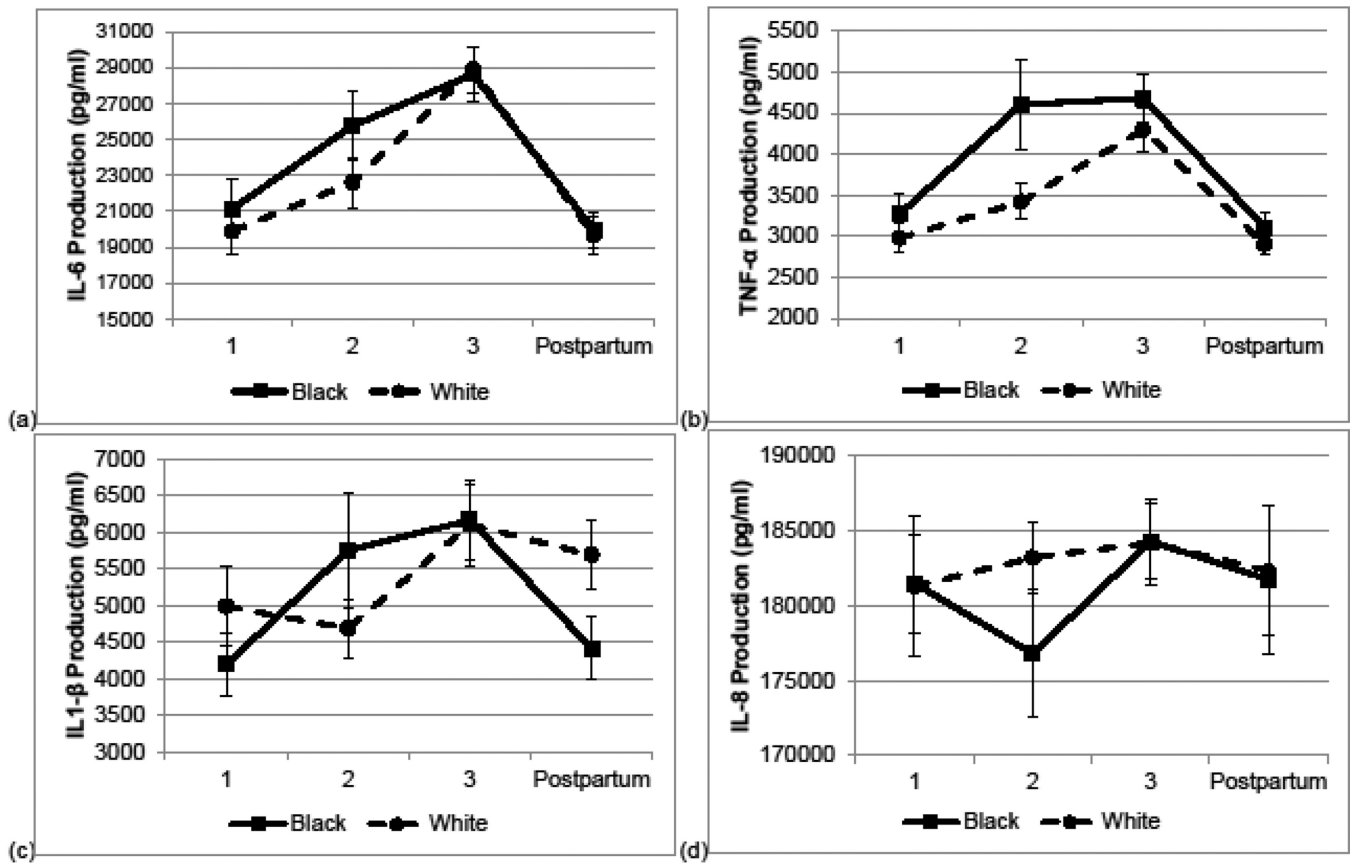 IL-6 Production (pg/ml)
31000
29000
27000
25000
23000
21000
19000
17000
15000
1 2 3 Postpartum
Black White
(a)
TNF-α Production (pg/ml)
5500
5000
4500
4000
3500
3000
2500
2000
1 2 3 Postpartum
Black White
(b)
IL1-β Production (pg/ml)
7000
6500
6000
5500
5000
4500
4000
3500
3000
1 2 3 Postpartum
Black White
(c)
IL-8 Production (pg/ml)
190000
185000
180000
175000
170000
1 2 3 Postpartum
Black White
(d)